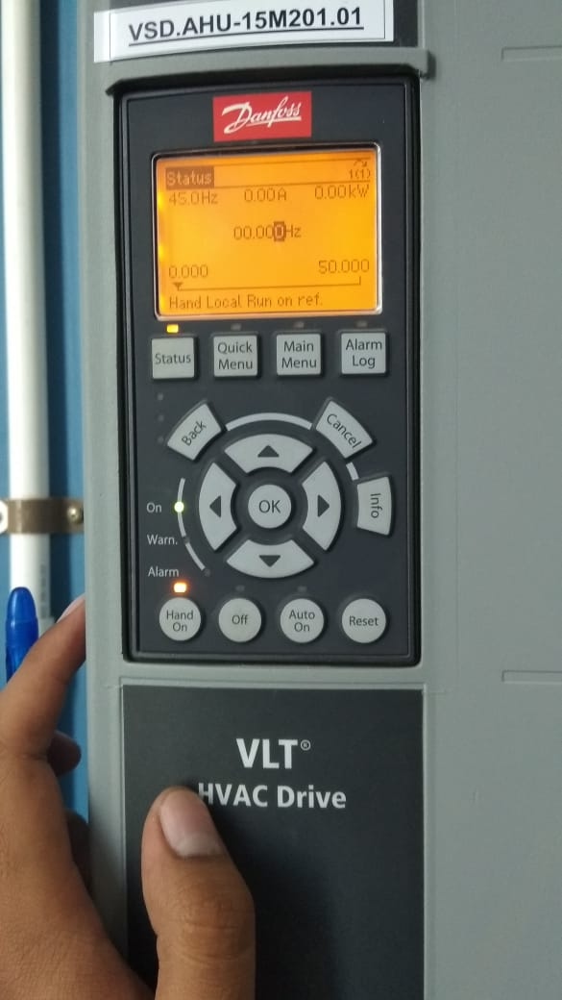 VSD.AHU-15M201.01
Danfoss
Status 1(1)
45.0Hz 0.00A 0.00kW
00.000Hz
0.000 50.000
Hand Local Run on ref.
Status Quick Menu Main Menu Alarm Log
Back Cancel
OK Info
On
Warn.
Alarm
Hand On Off Auto On Reset
VLT®
HVAC Drive